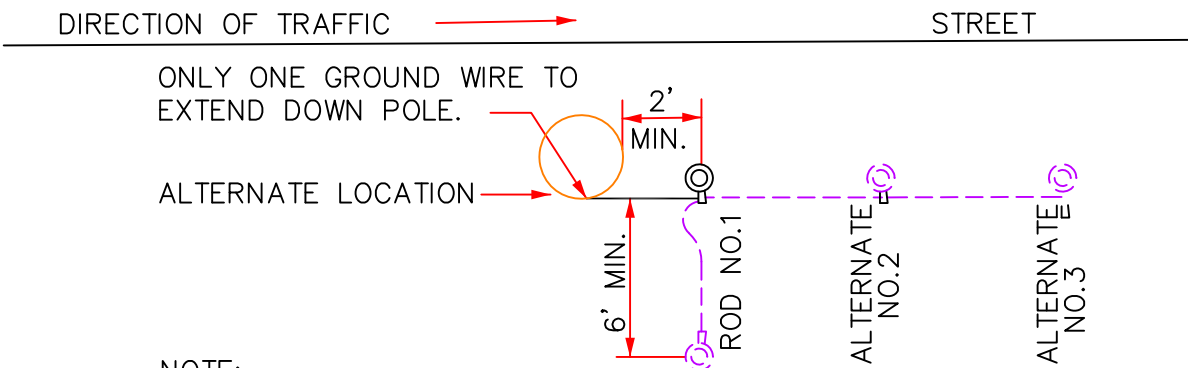 DIRECTION OF TRAFFIC
STREET
ONLY ONE GROUND WIRE TO
EXTEND DOWN POLE.
2'
MIN.
ALTERNATE LOCATION
6' MIN.
ROD NO.1
ALTERNATE
NO.2
ALTERNATE
NO.3
NOTE: